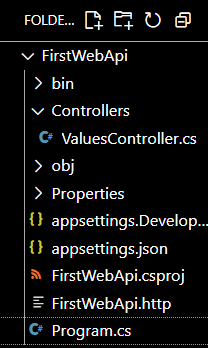 FOLDE...
FirstWebApi
bin
Controllers
C# ValuesController.cs
obj
Properties
{} appsettings.Develop...
{} appsettings.json
FirstWebApi.csproj
FirstWebApi.http
C# Program.cs